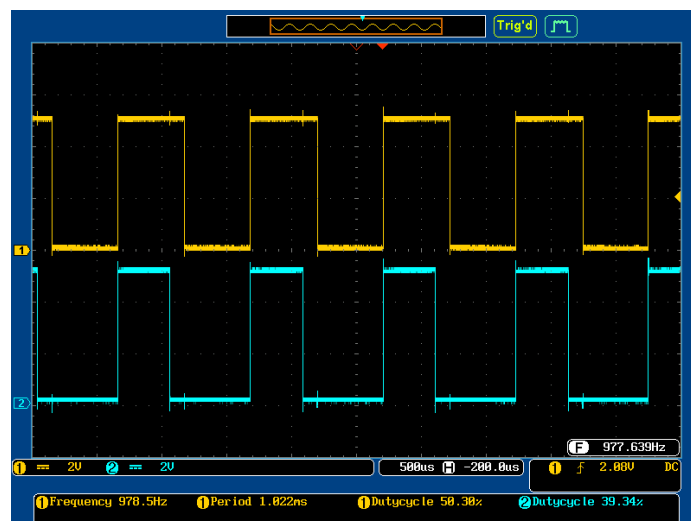 Trig'd
1
2
F 977.639Hz
1 2V 2 2V 500us H -200.0us 1 2.08V DC
1 Frequency 978.5Hz 1 Period 1.022ms 1 Dutycycle 50.30% 2 Dutycycle 39.34%